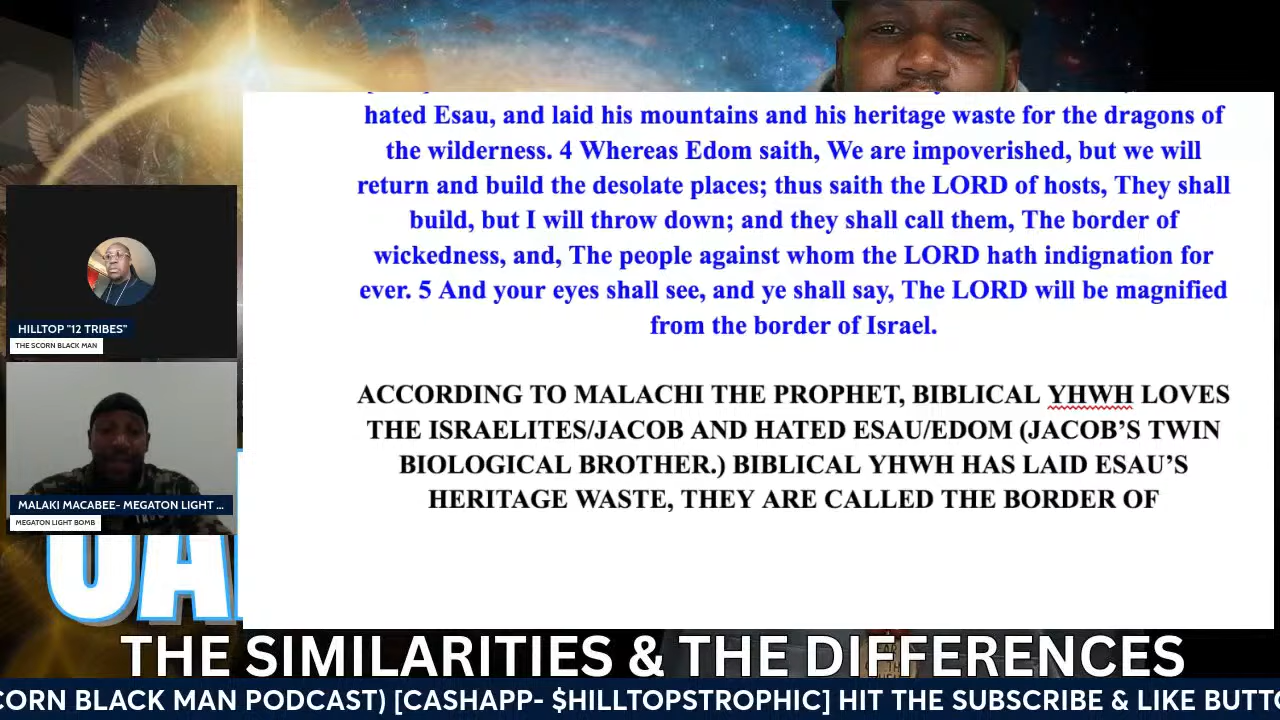 hated Esau, and laid his mountains and his heritage waste for the dragons of
the wilderness. 4 Whereas Edom saith, We are impoverished, but we will
return and build the desolate places; thus saith the LORD of hosts, They shall
build, but I will throw down; and they shall call them, The border of
wickedness, and, The people against whom the LORD hath indignation for
ever. 5 And your eyes shall see, and ye shall say, The LORD will be magnified
from the border of Israel.
ACCORDING TO MALACHI THE PROPHET, BIBLICAL YHWH LOVES
THE ISRAELITES/JACOB AND HATED ESAU/EDOM (JACOB'S TWIN
BIOLOGICAL BROTHER.) BIBLICAL YHWH HAS LAID ESAU'S
HERITAGE WASTE, THEY ARE CALLED THE BORDER OF
HILLTOP "12 TRIBES"
THE SCORN BLACK MAN
MALAKI MACABEE- MEGATON LIGHT ...
MEGATON LIGHT BOMB
THE SIMILARITIES & THE DIFFERENCES
CORN BLACK MAN PODCAST) [CASHAPP- $HILLTOPSTROPHIC] HIT THE SUBSCRIBE & LIKE BUTTO